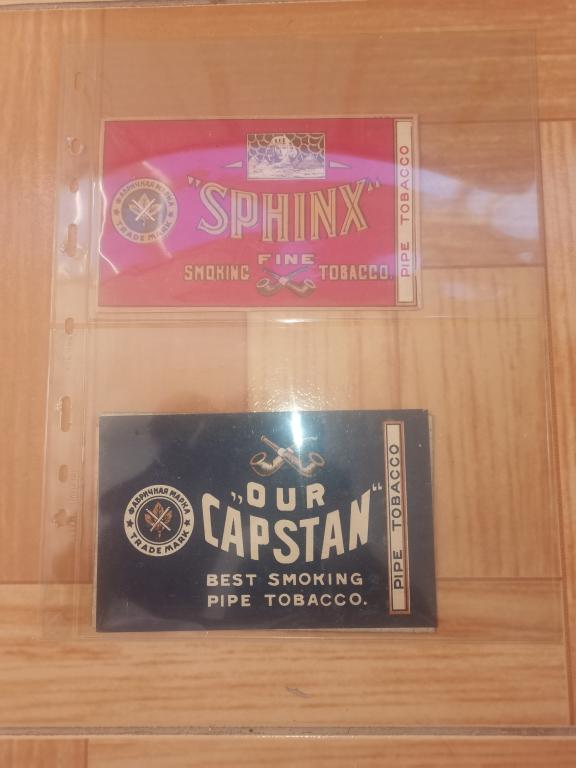 ФАБРИЧНАЯ МАРКА
TRADE MARK
"SPHINX"
FINE
SMOKING TOBACCO.
PIPE TOBACCO
ФАБРИЧНАЯ МАРКА
TRADE MARK
„OUR
CAPSTAN“
BEST SMOKING
PIPE TOBACCO.
PIPE TOBACCO